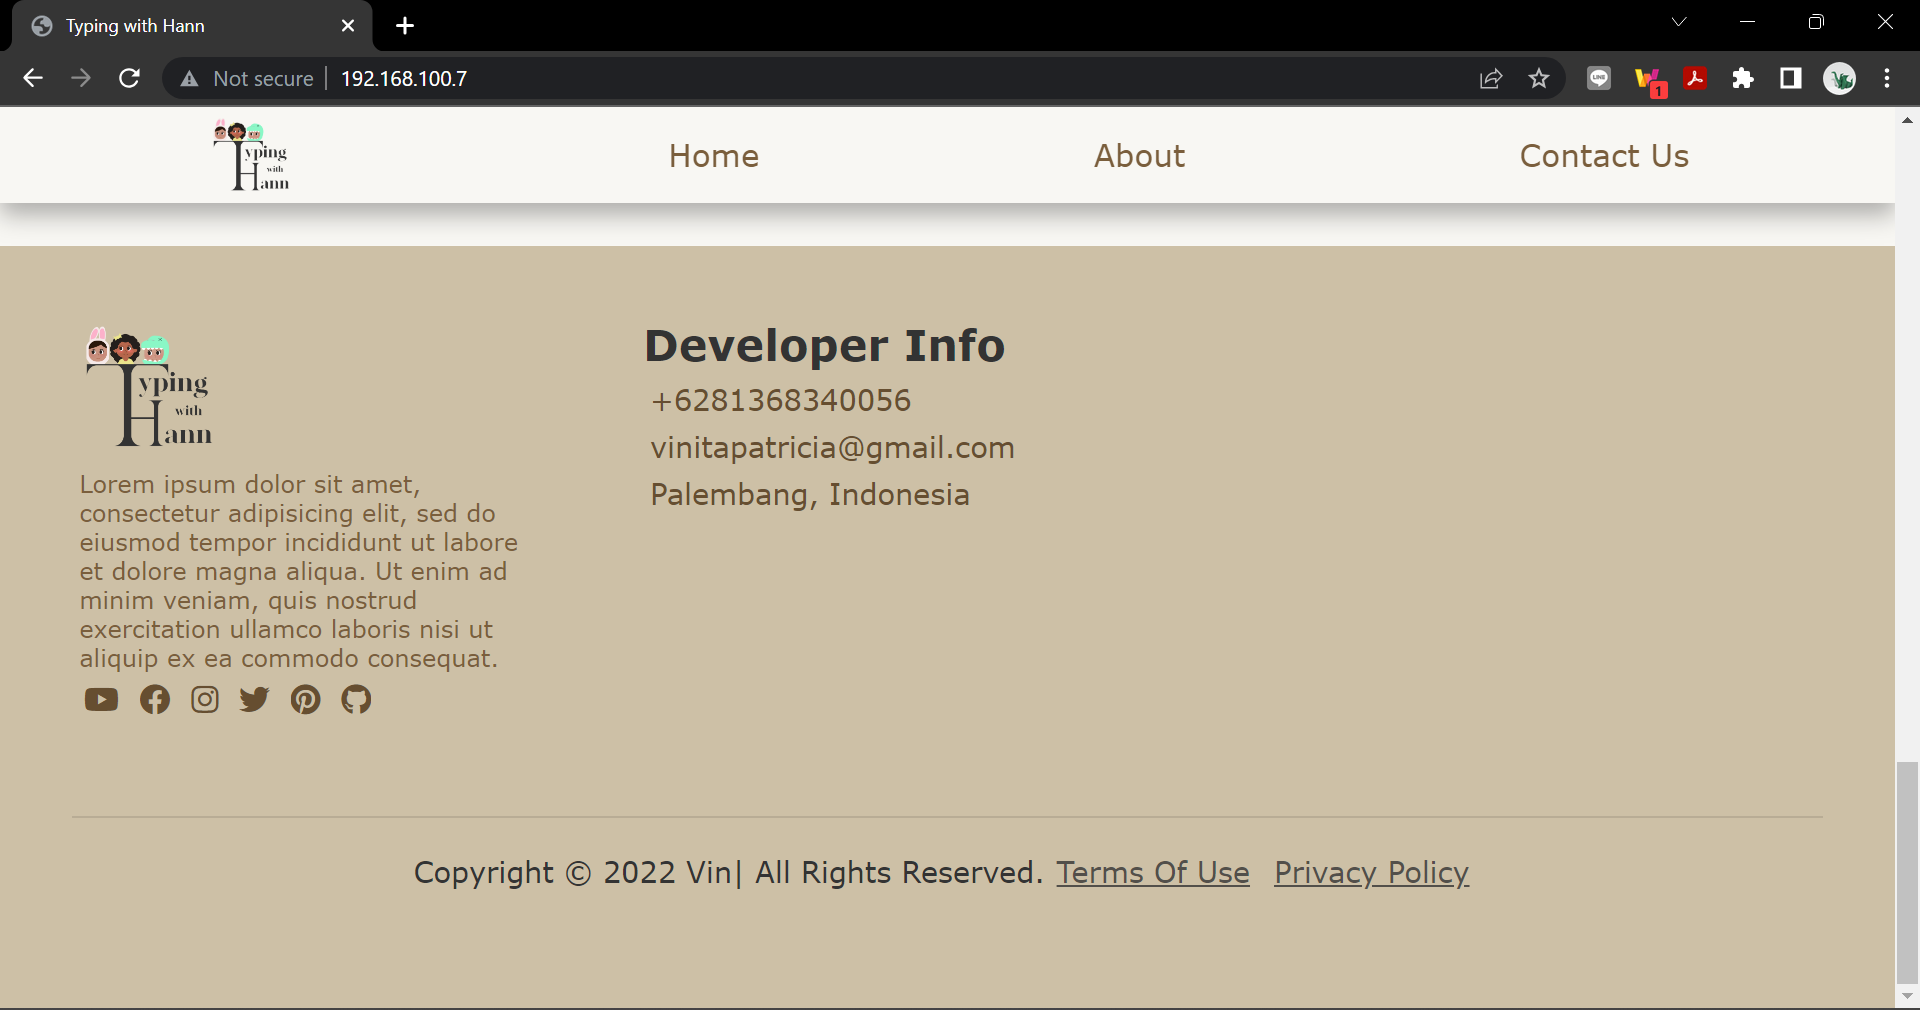 Typing with Hann
Not secure 192.168.100.7
LINE
1
Typing
with
Hann
Home
About
Contact Us
Typing
with
Hann
Lorem ipsum dolor sit amet,
consectetur adipisicing elit, sed do
eiusmod tempor incididunt ut labore
et dolore magna aliqua. Ut enim ad
minim veniam, quis nostrud
exercitation ullamco laboris nisi ut
aliquip ex ea commodo consequat.
Developer Info
+6281368340056
vinitapatricia@gmail.com
Palembang, Indonesia
Copyright © 2022 Vin| All Rights Reserved. Terms Of Use Privacy Policy